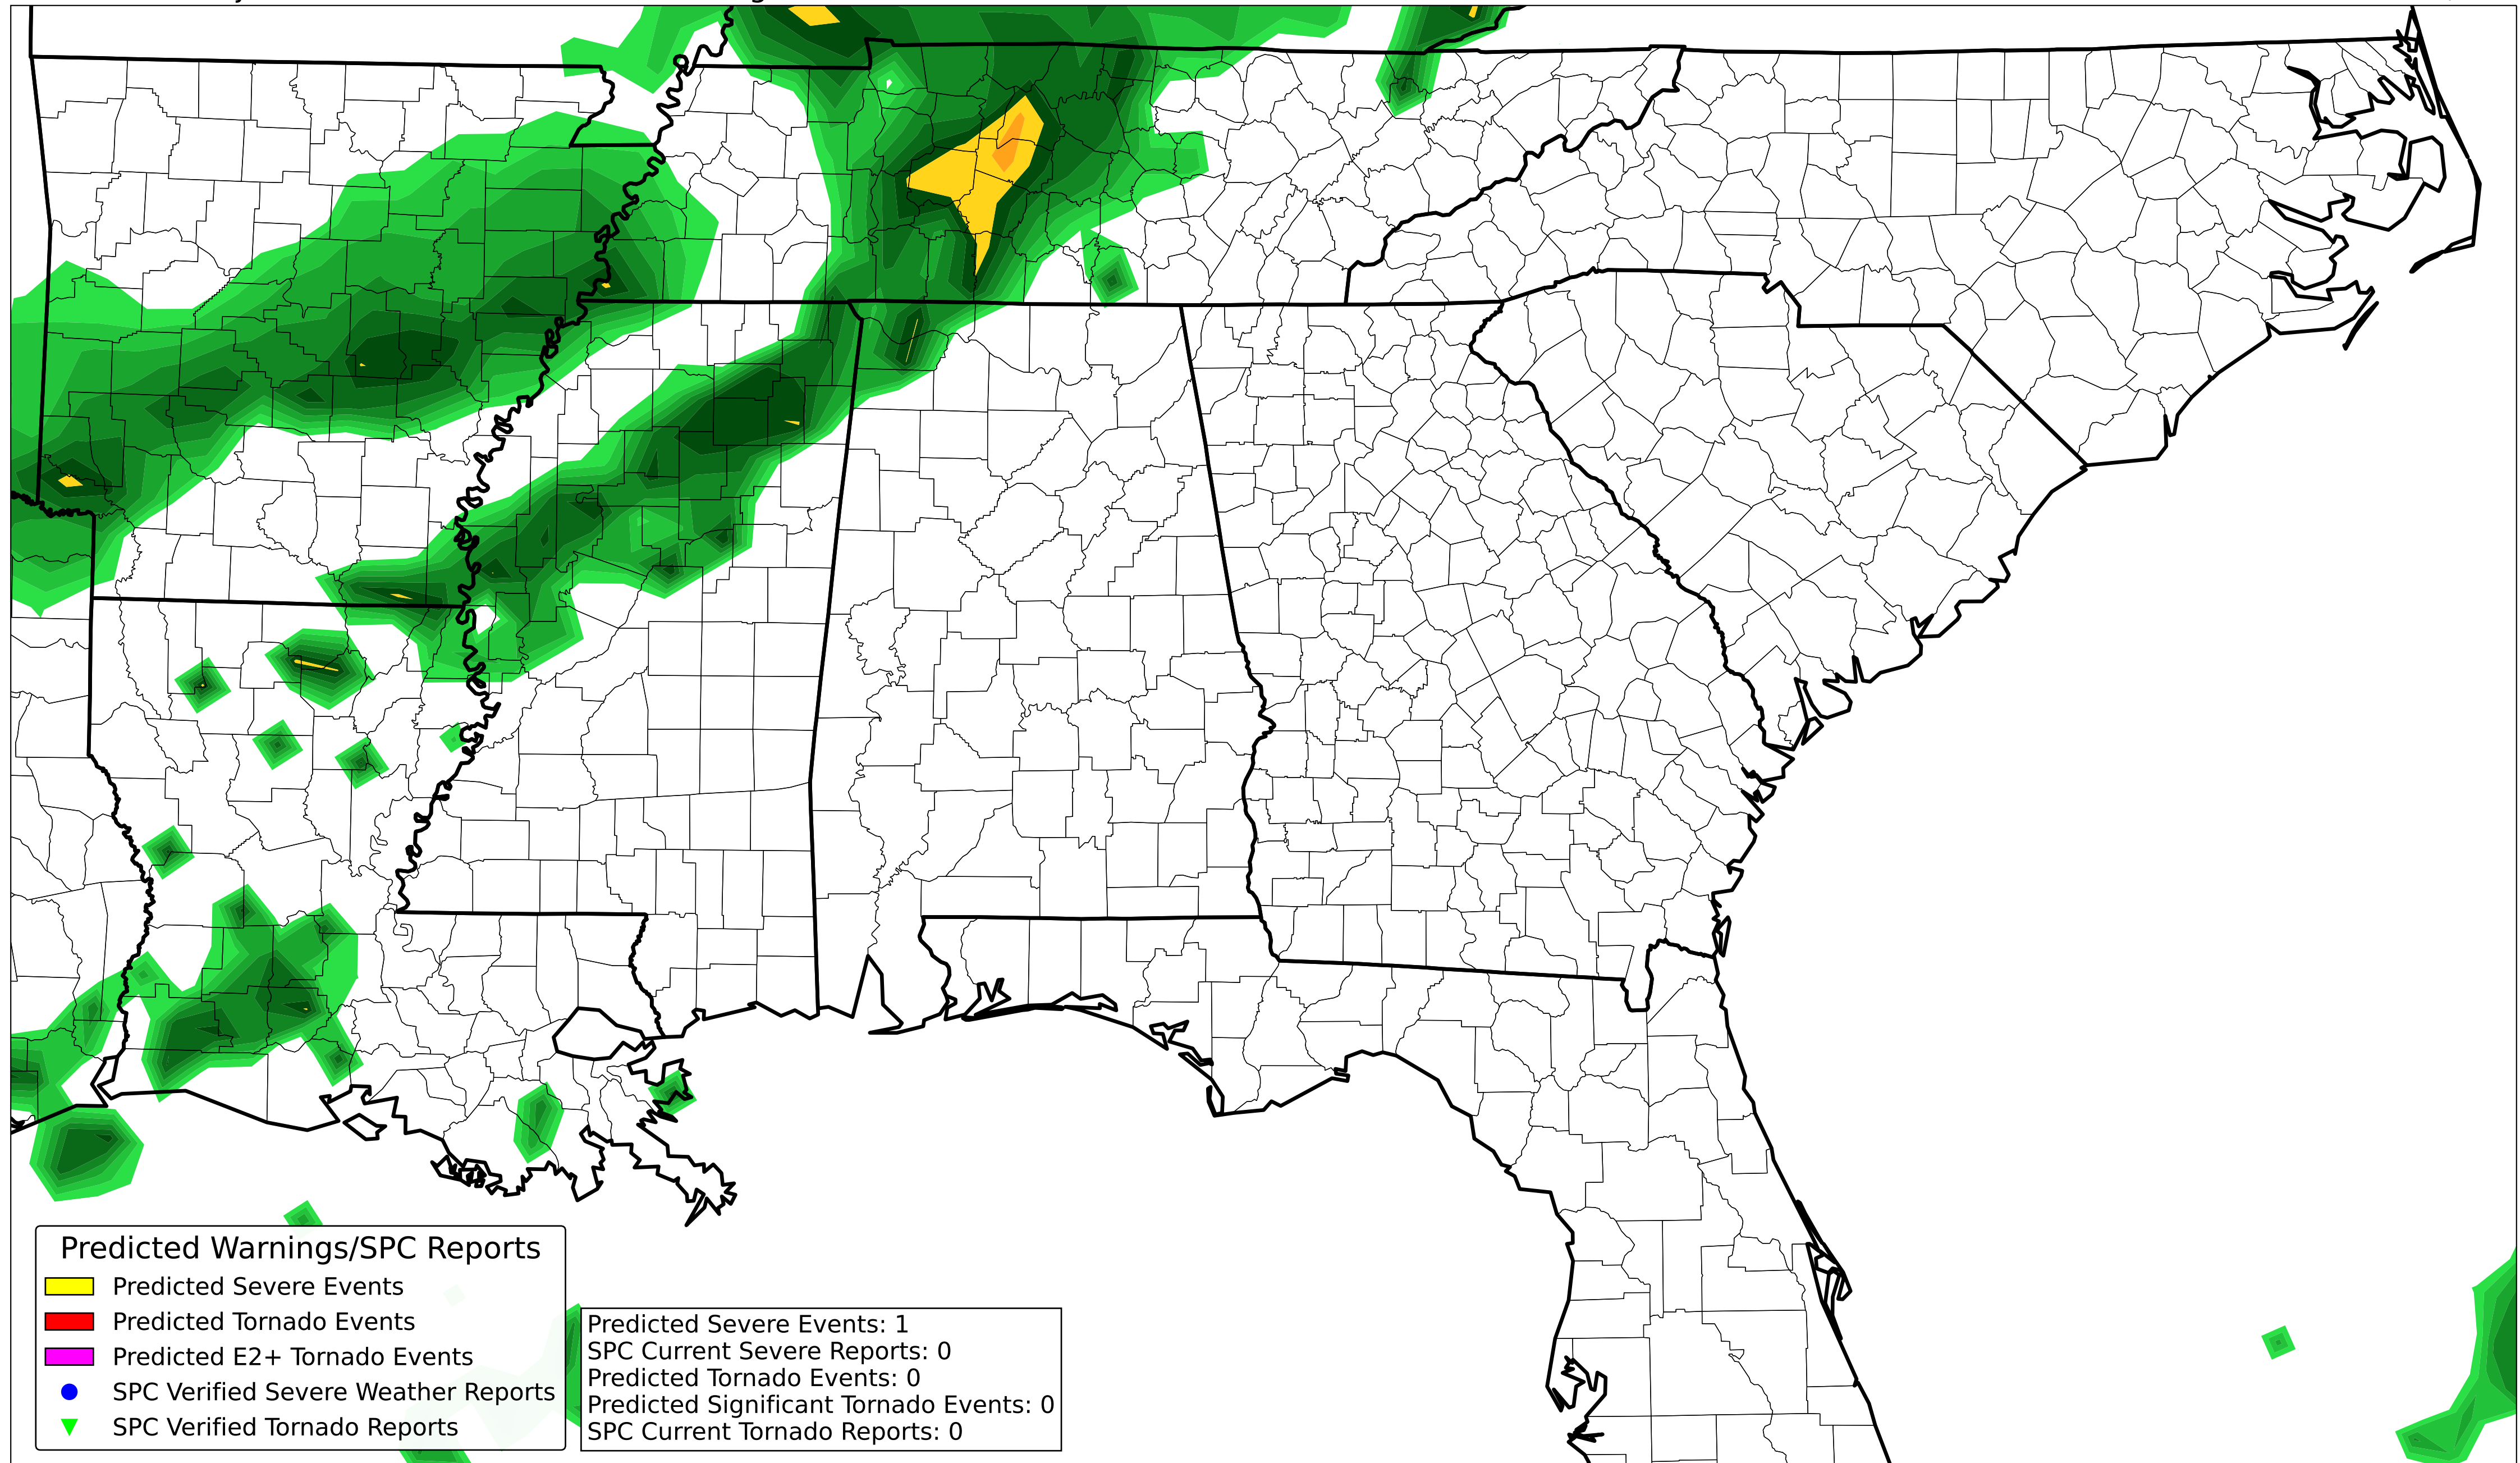 Predicted Warnings/SPC Reports
Predicted Severe Events
Predicted Tornado Events
Predicted E2+ Tornado Events
SPC Verified Severe Weather Reports
SPC Verified Tornado Reports
Predicted Severe Events: 1
SPC Current Severe Reports: 0
Predicted Tornado Events: 0
Predicted Significant Tornado Events: 0
SPC Current Tornado Reports: 0